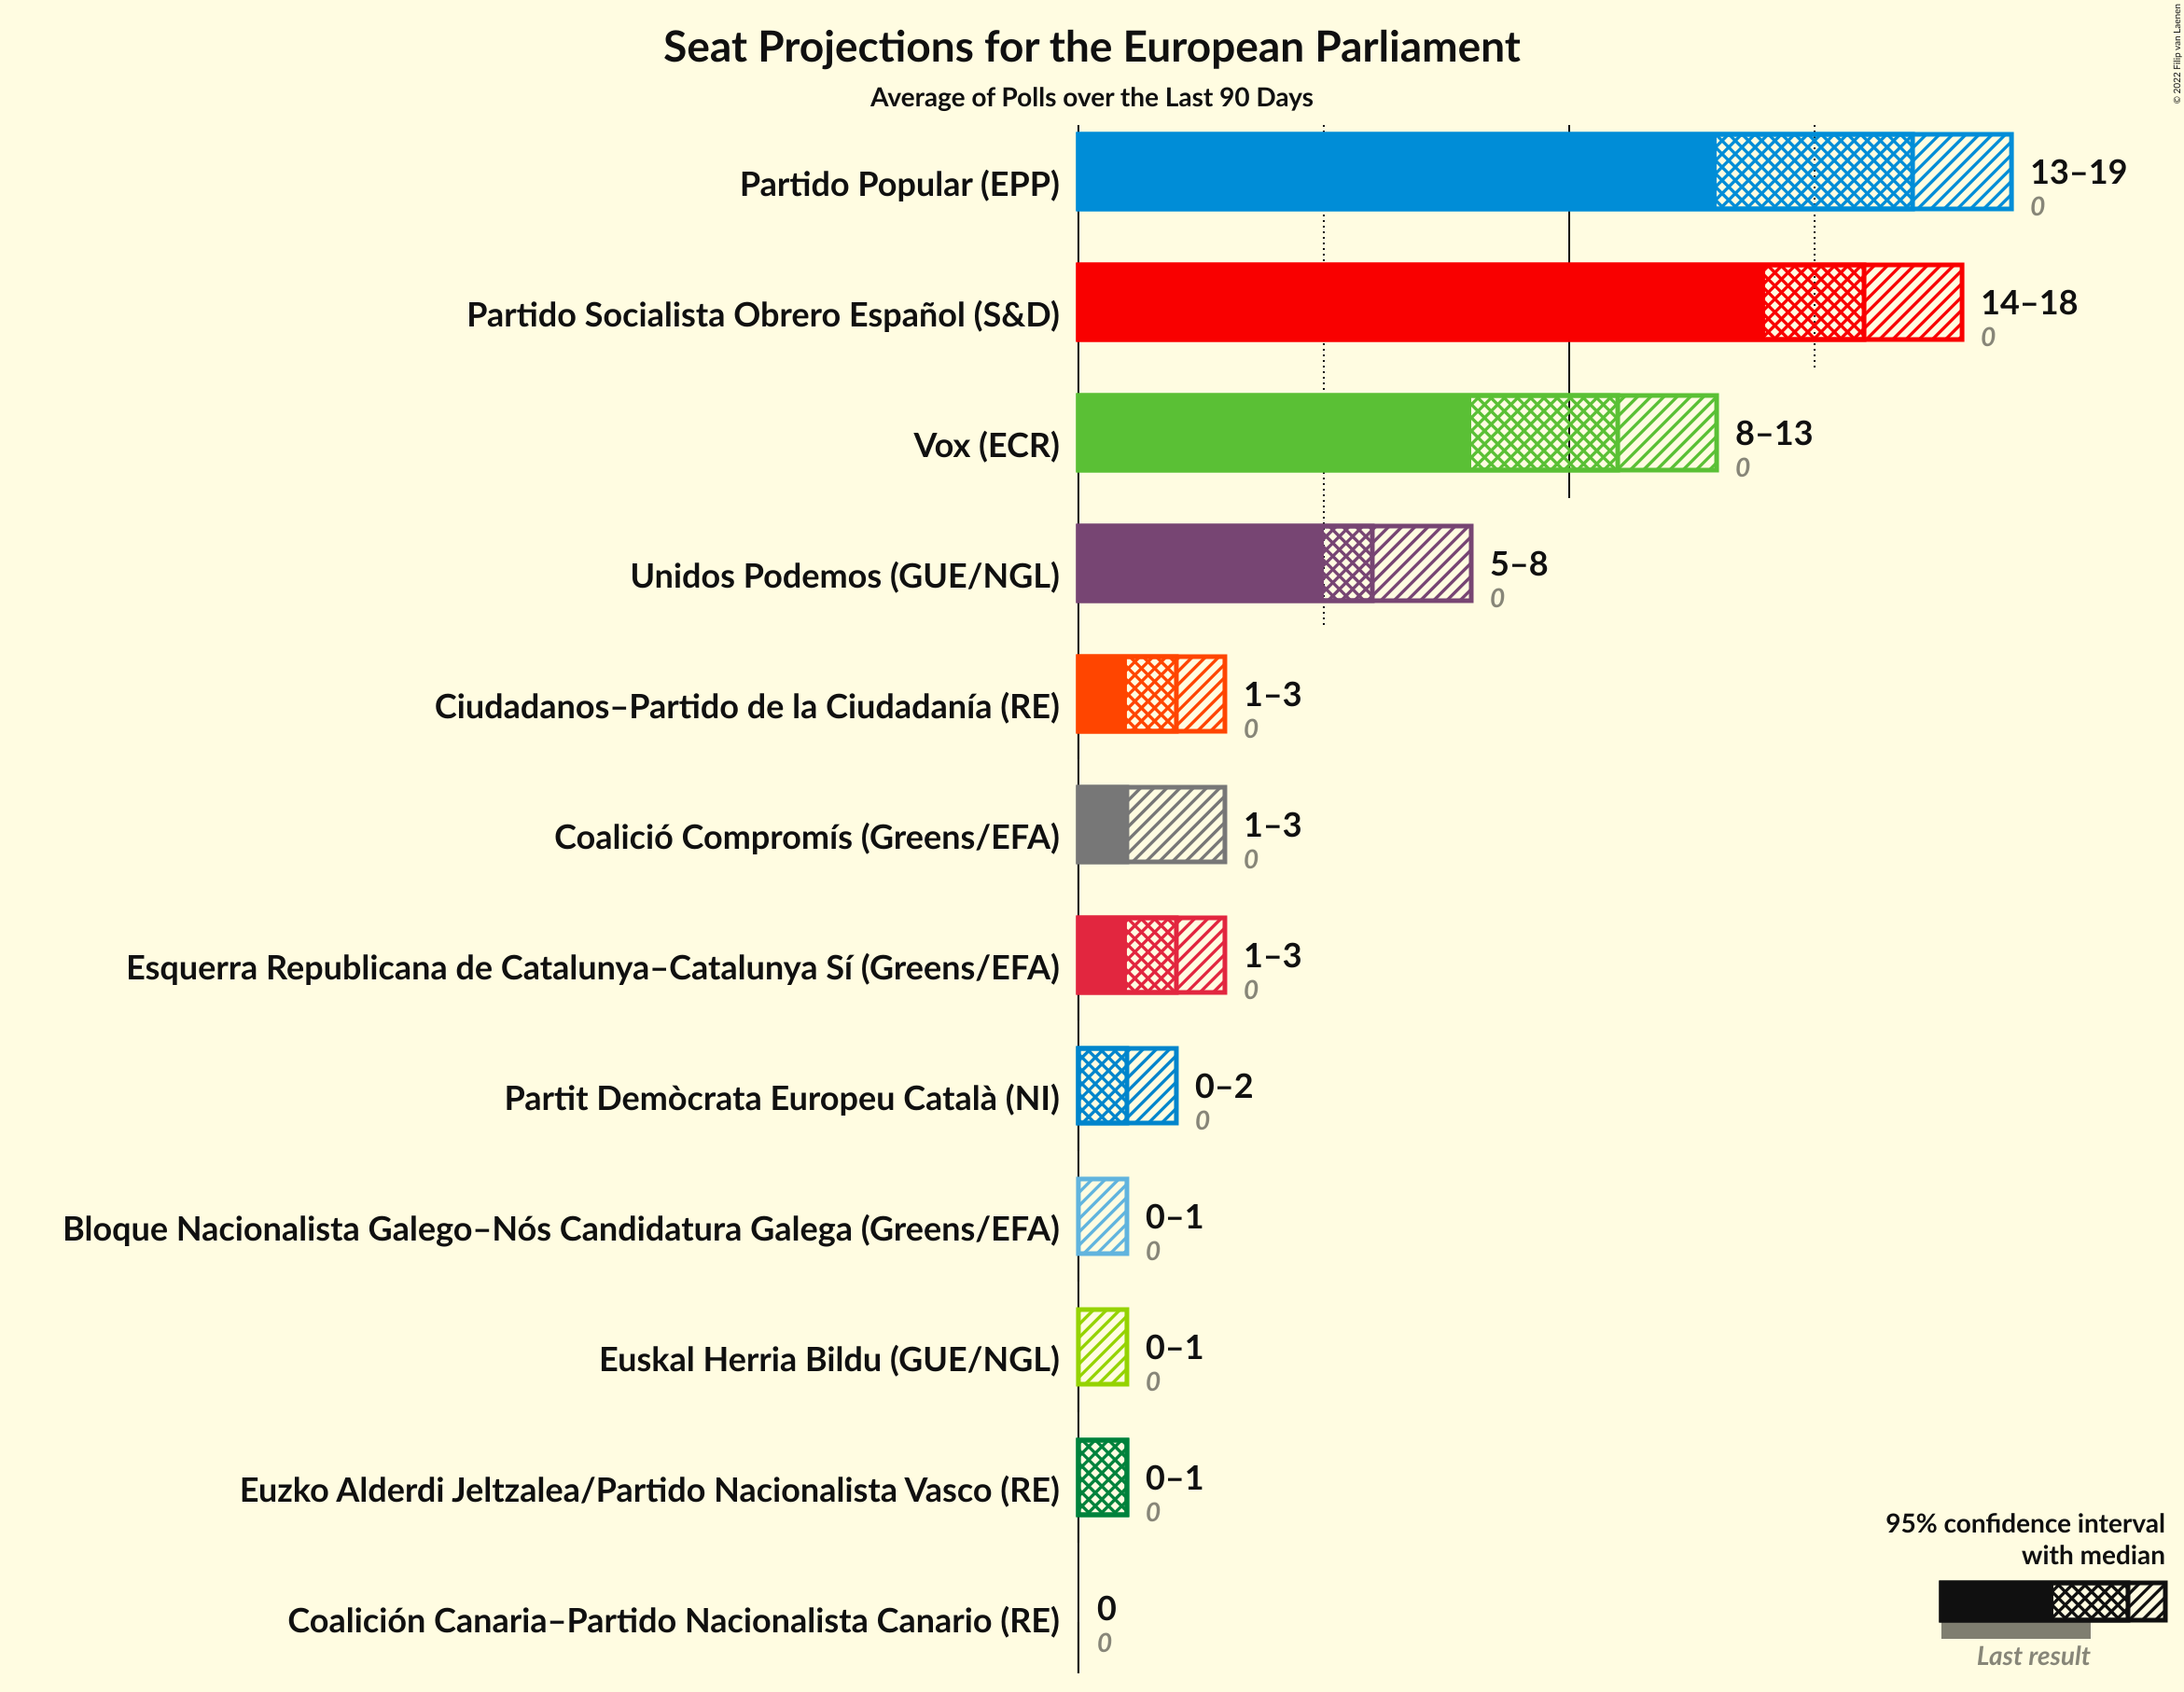 Seat Projections for the European Parliament
Average of Polls over the Last 90 Days
© 2022 Filip van Laenen
Partido Popular (EPP)
13–19
0
Partido Socialista Obrero Español (S&D)
14–18
0
Vox (ECR)
8–13
0
Unidos Podemos (GUE/NGL)
5–8
0
Ciudadanos–Partido de la Ciudadanía (RE)
1–3
0
Coalició Compromís (Greens/EFA)
1–3
0
Esquerra Republicana de Catalunya–Catalunya Sí (Greens/EFA)
1–3
0
Partit Demòcrata Europeu Català (NI)
0–2
0
Bloque Nacionalista Galego–Nós Candidatura Galega (Greens/EFA)
0–1
0
Euskal Herria Bildu (GUE/NGL)
0–1
0
Euzko Alderdi Jeltzalea/Partido Nacionalista Vasco (RE)
0–1
0
Coalición Canaria–Partido Nacionalista Canario (RE)
0
0
95% confidence interval
with median
Last result